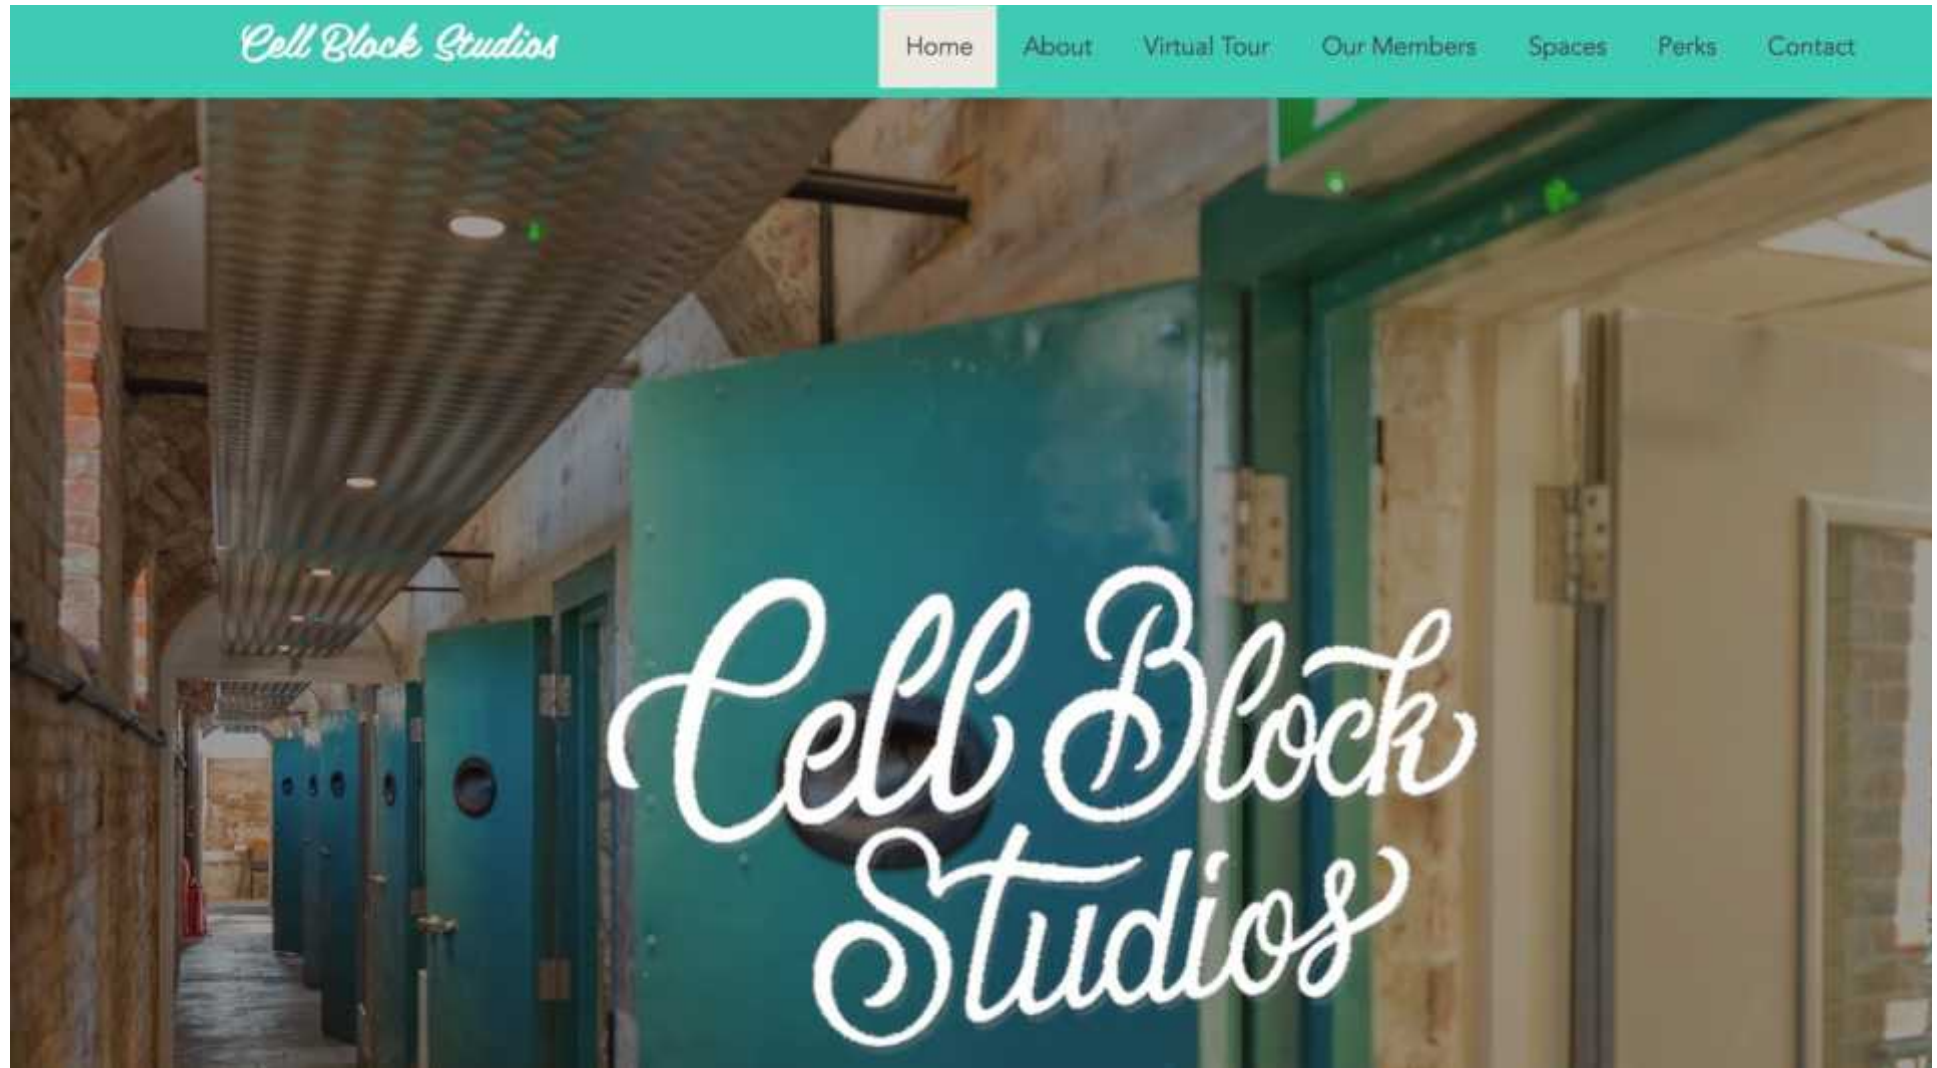 Cell Block Studios
Home About Virtual Tour Our Members Spaces Perks Contact
Cell Block
Studios